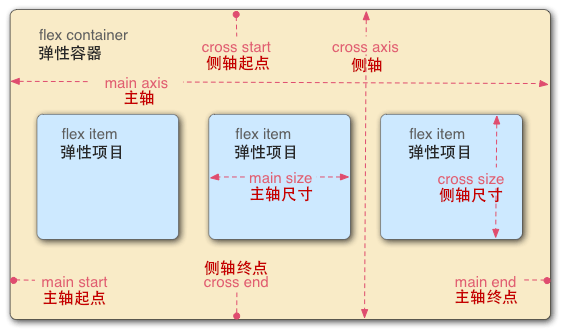 flex container
弹性容器
cross start
侧轴起点
cross axis
侧轴
main axis
主轴
flex item
弹性项目
flex item
弹性项目
flex item
弹性项目
main size
主轴尺寸
cross size
侧轴尺寸
侧轴终点
cross end
main start
主轴起点
main end
主轴终点